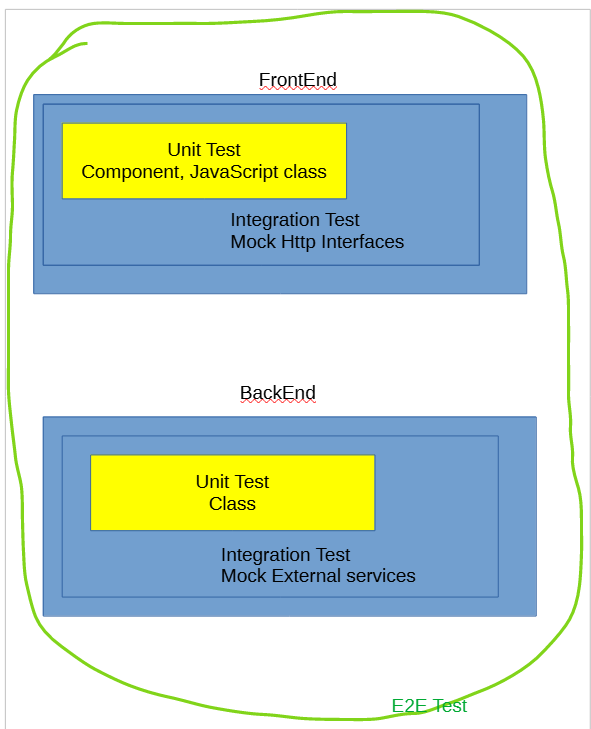 FrontEnd
Unit Test
Component, JavaScript class
Integration Test
Mock Http Interfaces
BackEnd
Unit Test
Class
Integration Test
Mock External services
E2E Test